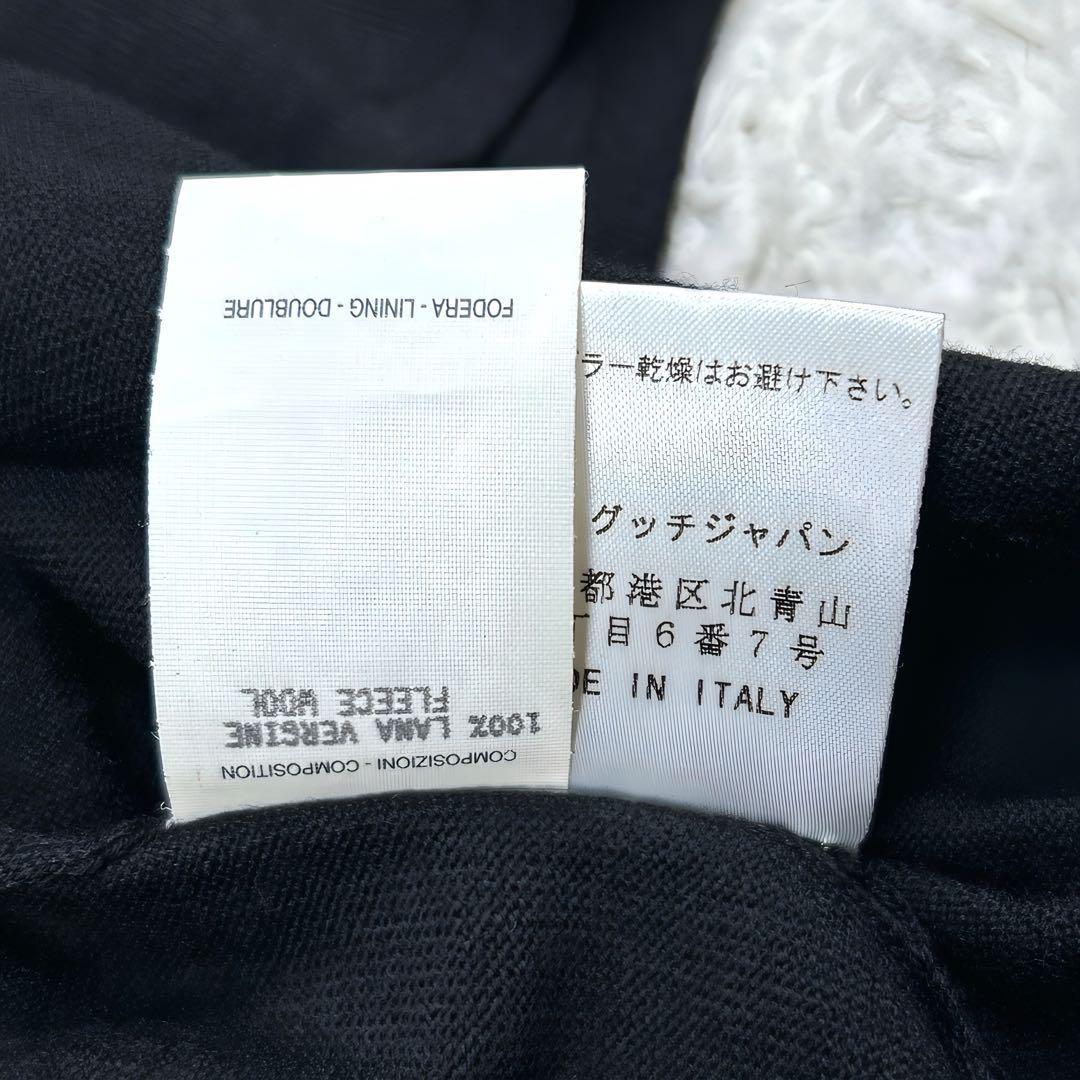 COMPOSIZIONI - COMPOSITION
100% LANA VERGINE
FLEECE WOOL
FODERA - LINING - DOUBLURE
ラー乾燥はお避け下さい。
グッチジャパン
都港区北青山
丁目6番7号
DE IN ITALY